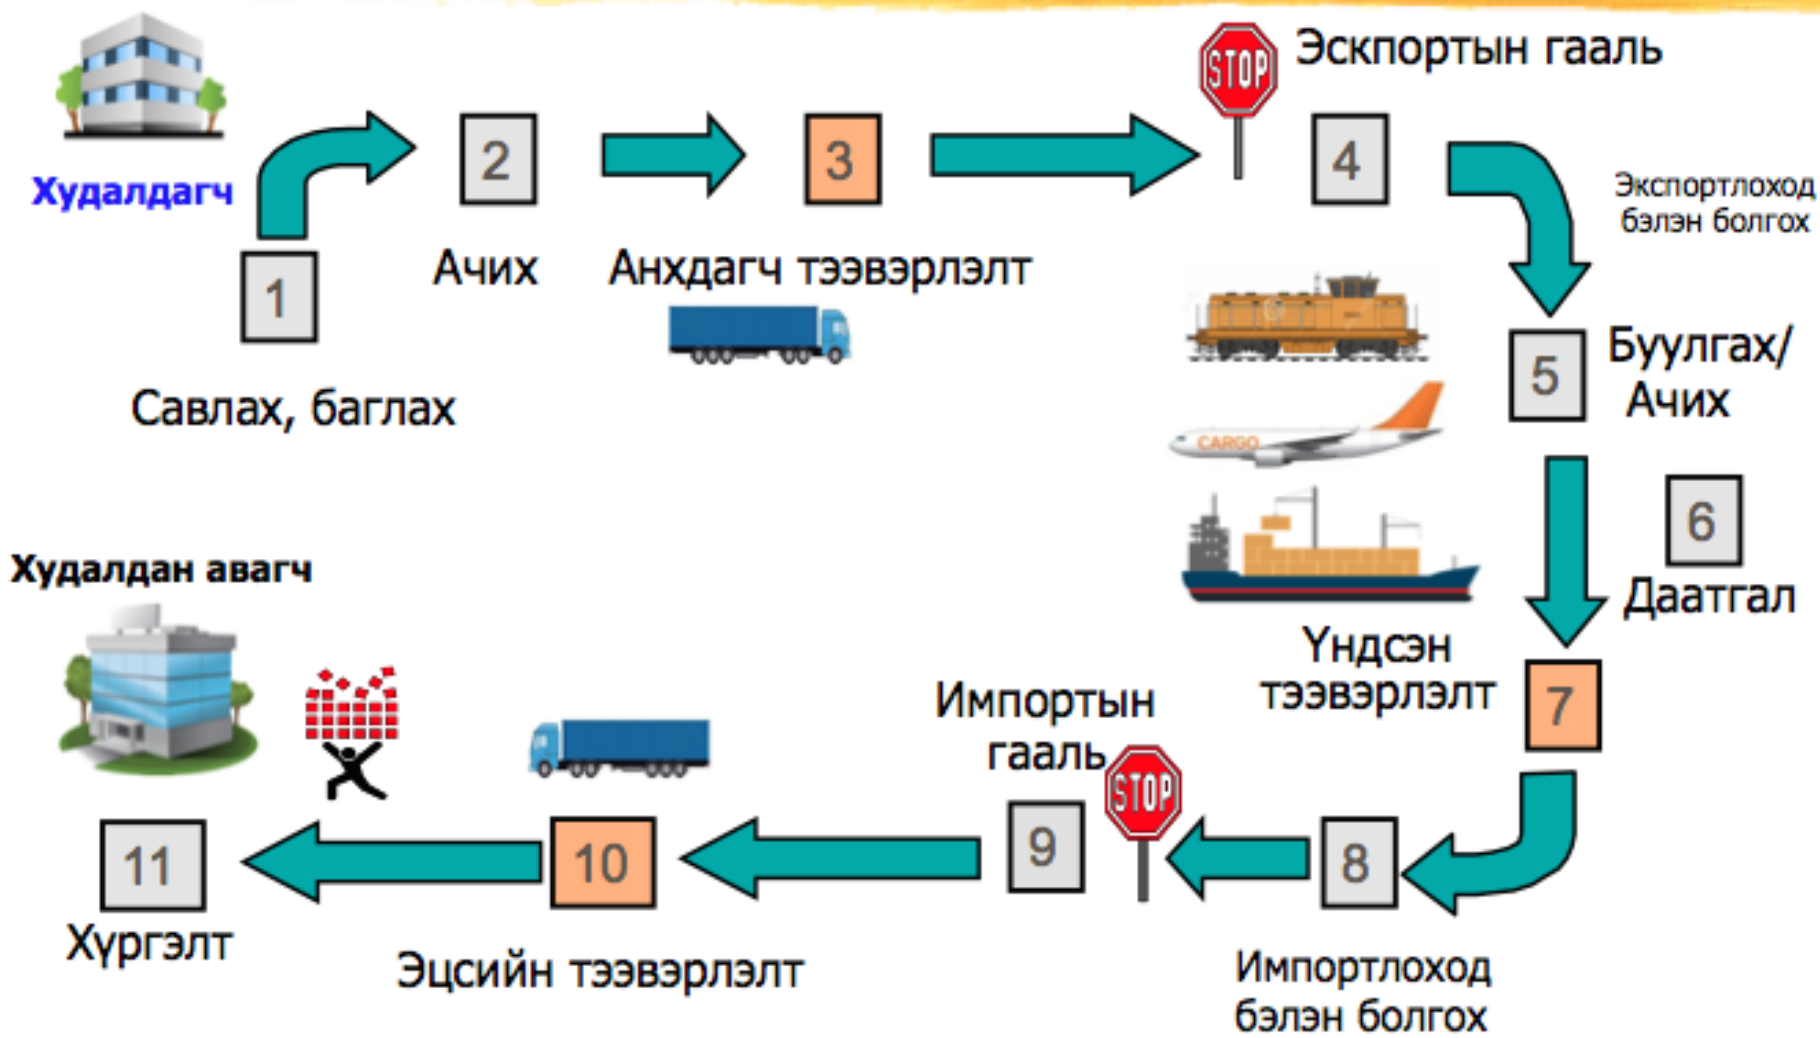 Худалдагч
1
Савлах, баглах
2
Ачих
3
Анхдагч тээвэрлэлт
STOP
Эскпортын гааль
4
Экспортлоход
бэлэн болгох
5
Буулгах/
Ачих
6
Даатгал
CARGO
Үндсэн
тээвэрлэлт
7
8
Импортлоход
бэлэн болгох
Импортын
гааль
STOP
9
10
Эцсийн тээвэрлэлт
11
Хүргэлт
Худалдан авагч